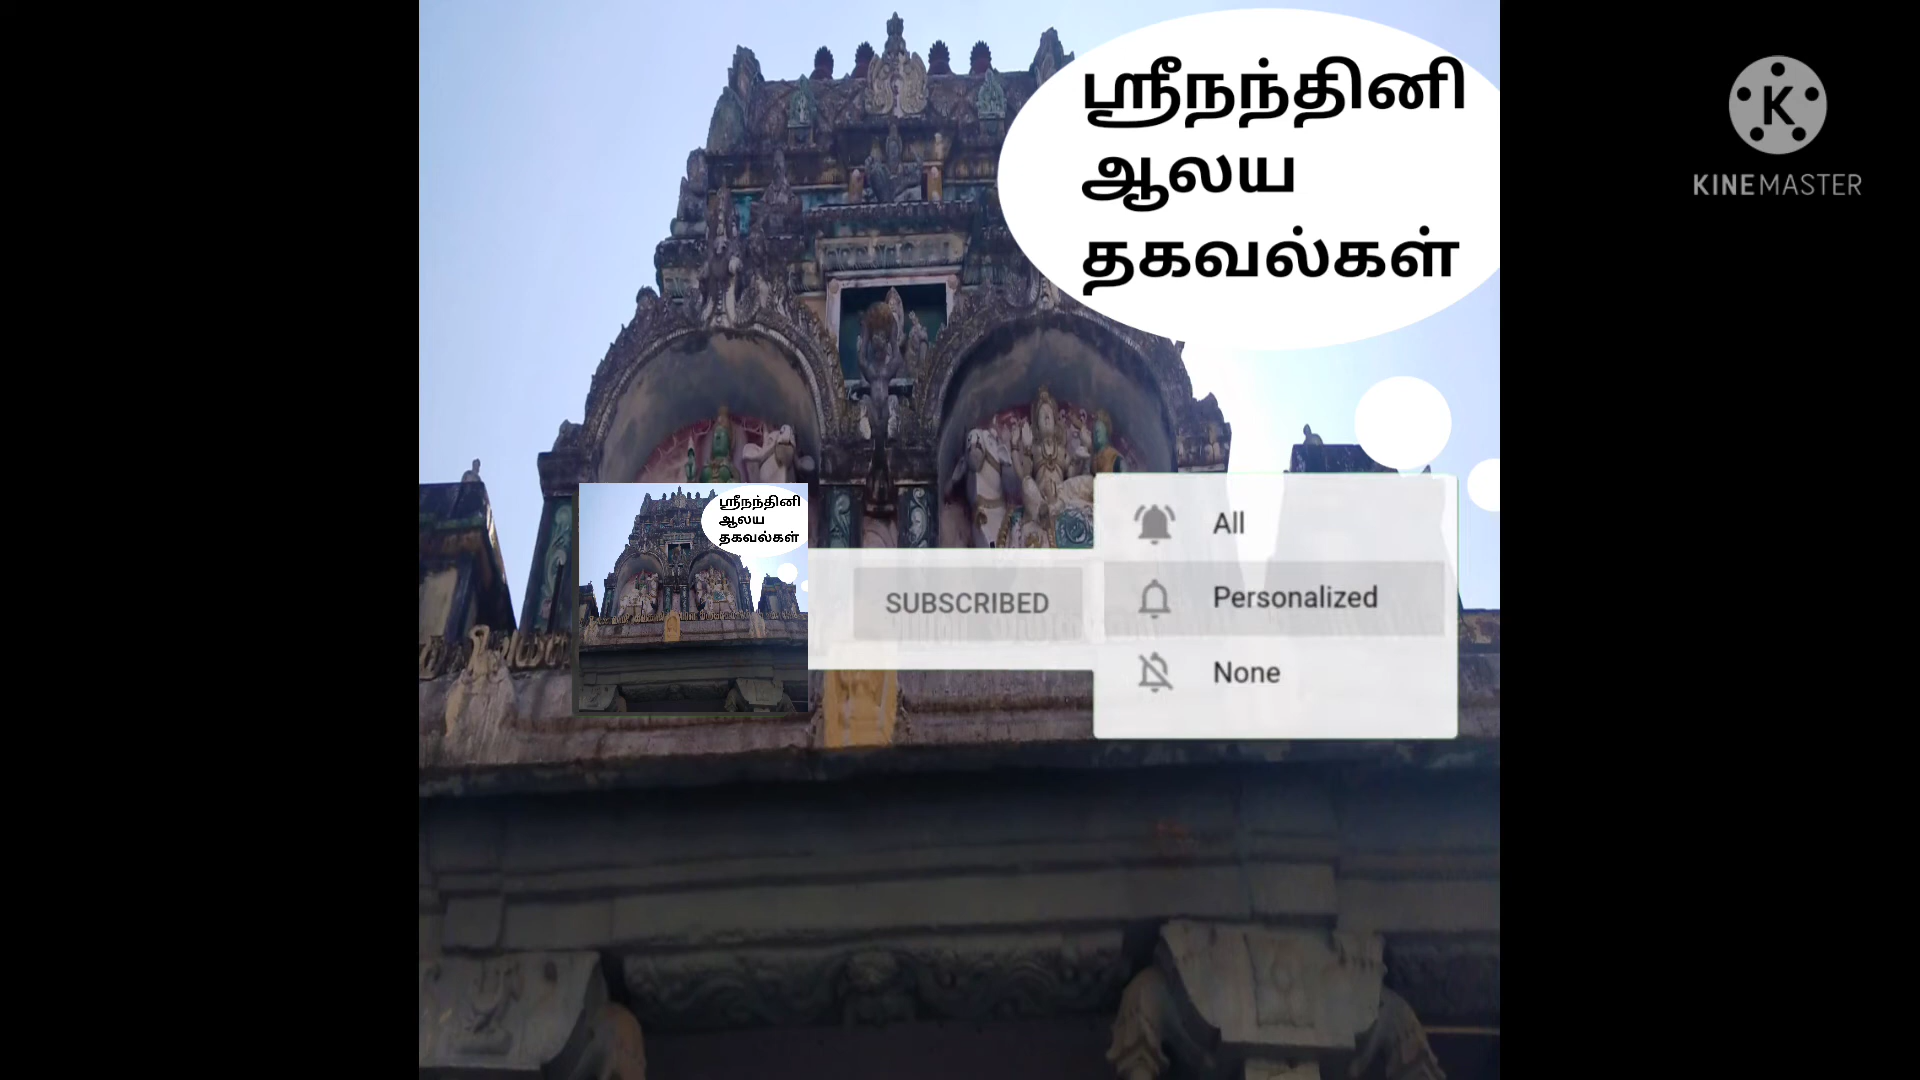 ஸ்ரீநந்தினி
ஆலய
தகவல்கள்
KINEMASTER
ஸ்ரீநந்தினி
ஆலய
தகவல்கள்
SUBSCRIBED
All
Personalized
None